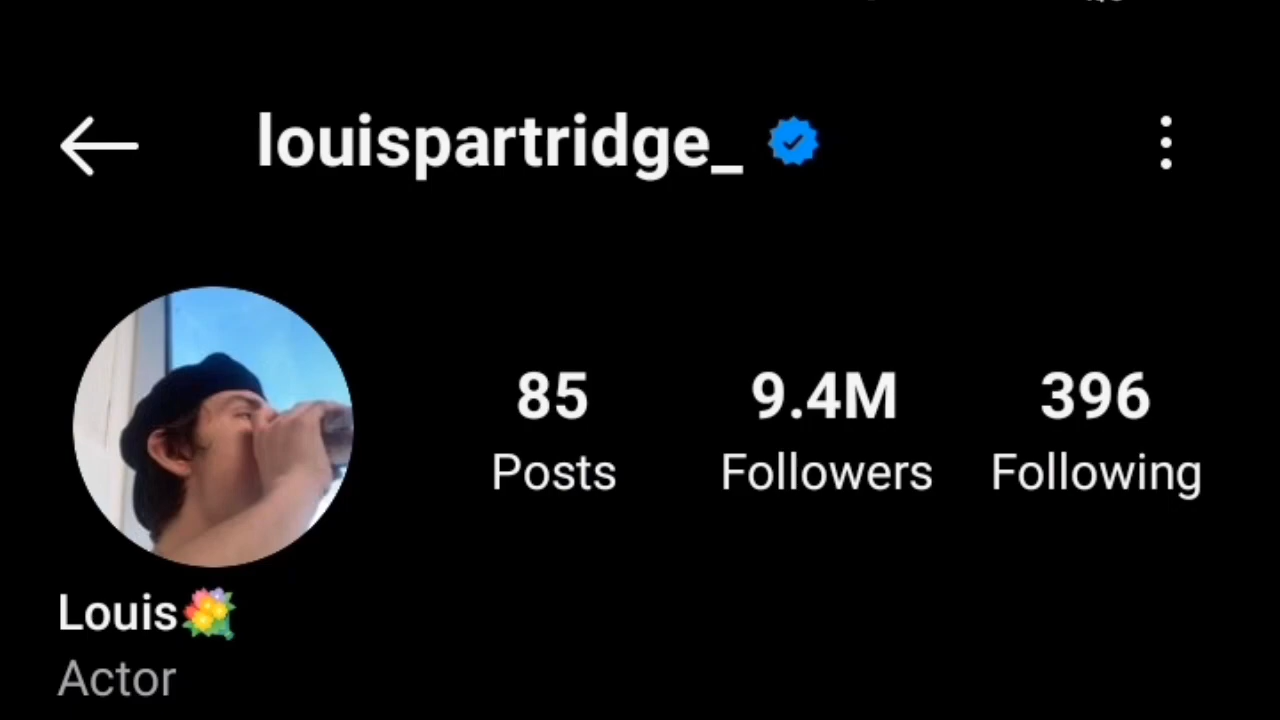 louispartridge_
85 9.4M 396
Posts Followers Following
Louis💐
Actor